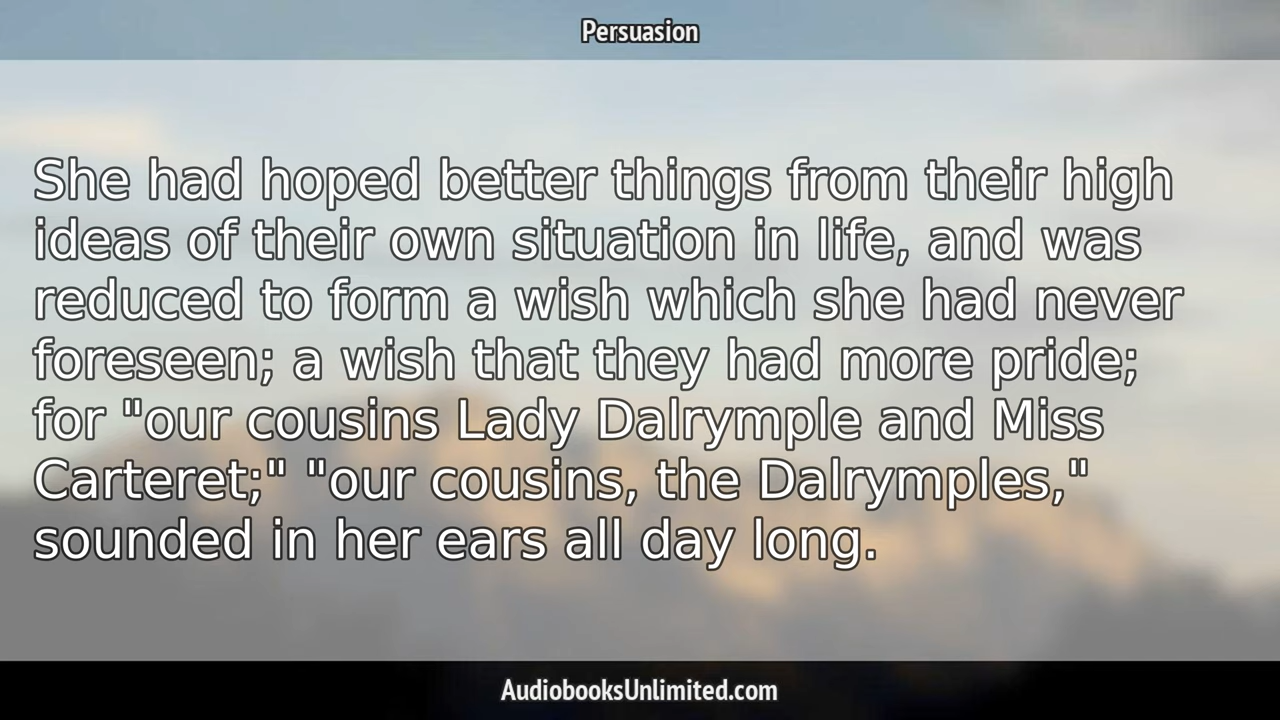 Persuasion
She had hoped better things from their high
ideas of their own situation in life, and was
reduced to form a wish which she had never
foreseen; a wish that they had more pride;
for "our cousins Lady Dalrymple and Miss
Carteret;" "our cousins, the Dalrymples,"
sounded in her ears all day long.
AudiobooksUnlimited.com